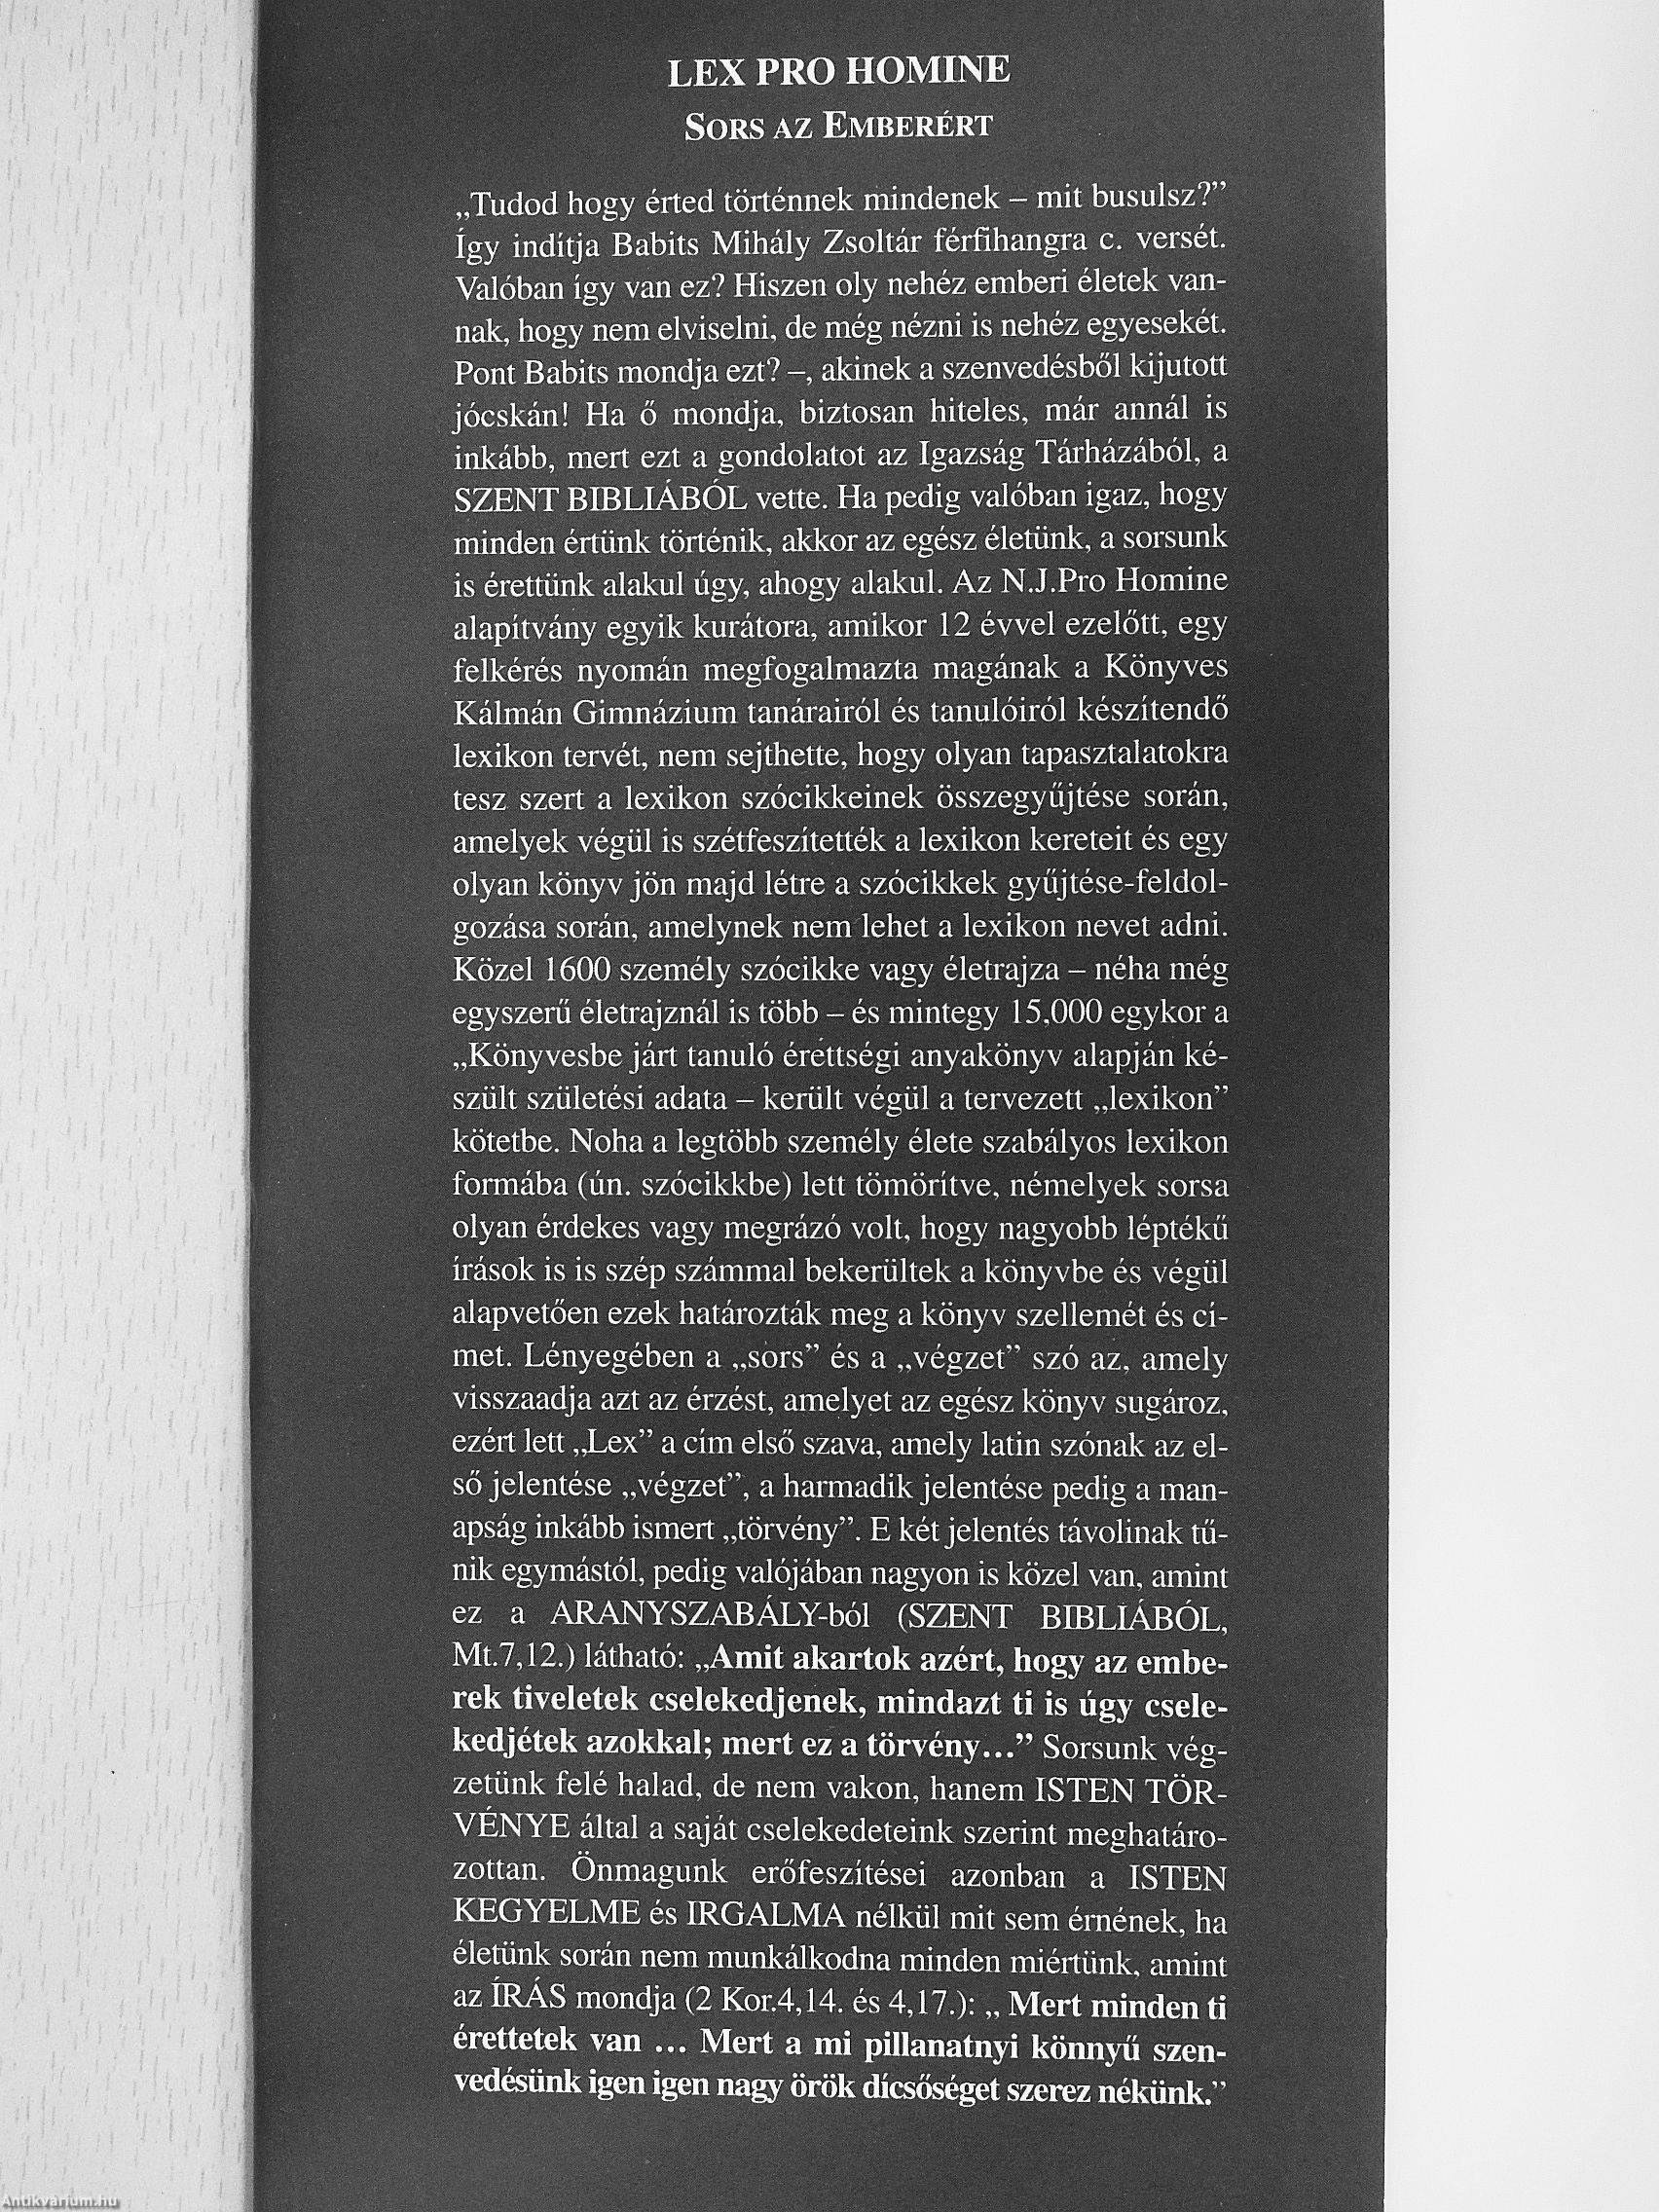 LEX PRO HOMINE
SORS AZ EMBERÉRT
„Tudod hogy érted történnek mindenek – mit busulsz?”
Így indítja Babits Mihály Zsoltár férfihangra c. versét.
Valóban így van ez? Hiszen oly nehéz emberi életek van-
nak, hogy nem elviselni, de még nézni is nehéz egyesekét.
Pont Babits mondja ezt? –, akinek a szenvedésből kijutott
jócskán! Ha ő mondja, biztosan hiteles, már annál is
inkább, mert ezt a gondolatot az Igazság Tárházából, a
SZENT BIBLIÁBÓL vette. Ha pedig valóban igaz, hogy
minden értünk történik, akkor az egész életünk, a sorsunk
is érettünk alakul úgy, ahogy alakul. Az N.J.Pro Homine
alapítvány egyik kurátora, amikor 12 évvel ezelőtt, egy
felkérés nyomán megfogalmazta magának a Könyves
Kálmán Gimnázium tanárairól és tanulóiról készítendő
lexikon tervét, nem sejthette, hogy olyan tapasztalatokra
tesz szert a lexikon szócikkeinek összegyűjtése során,
amelyek végül is szétfeszítették a lexikon kereteit és egy
olyan könyv jön majd létre a szócikkek gyűjtése-feldol-
gozása során, amelynek nem lehet a lexikon nevet adni.
Közel 1600 személy szócikke vagy életrajza – néha még
egyszerű életrajznál is több – és mintegy 15.000 egykor a
„Könyvesbe járt tanuló érettségi anyakönyv alapján ké-
szült születési adata – került végül a tervezett „lexikon”
kötetbe. Noha a legtöbb személy élete szabályos lexikon
formába (ún. szócikkbe) lett tömörítve, némelyek sorsa
olyan érdekes vagy megrázó volt, hogy nagyobb léptékű
írások is is szép számmal bekerültek a könyvbe és végül
alapvetően ezek határozták meg a könyv szellemét és cí-
met. Lényegében a „sors” és a „végzet” szó az, amely
visszaadja azt az érzést, amelyet az egész könyv sugároz,
ezért lett „Lex” a cím első szava, amely latin szónak az el-
ső jelentése „végzet”, a harmadik jelentése pedig a man-
apság inkább ismert „törvény”. E két jelentés távolinak tű-
nik egymástól, pedig valójában nagyon is közel van, amint
ez a ARANYSZABÁLY-ból (SZENT BIBLIÁBÓL,
Mt.7,12.) látható: „Amit akartok azért, hogy az embe-
rek tiveletek cselekedjenek, mindazt ti is úgy csele-
kedjétek azokkal; mert ez a törvény…” Sorsunk vég-
zetünk felé halad, de nem vakon, hanem ISTEN TÖR-
VÉNYE által a saját cselekedeteink szerint meghatáro-
zottan. Önmagunk erőfeszítései azonban a ISTEN
KEGYELME és IRGALMA nélkül mit sem érnének, ha
életünk során nem munkálkodna minden miértünk, amint
az ÍRÁS mondja (2 Kor.4,14. és 4,17.): „ Mert minden ti
érettetek van … Mert a mi pillanatnyi könnyű szen-
vedésünk igen igen nagy örök dícsőséget szerez nékünk.”
Antikvarium.hu